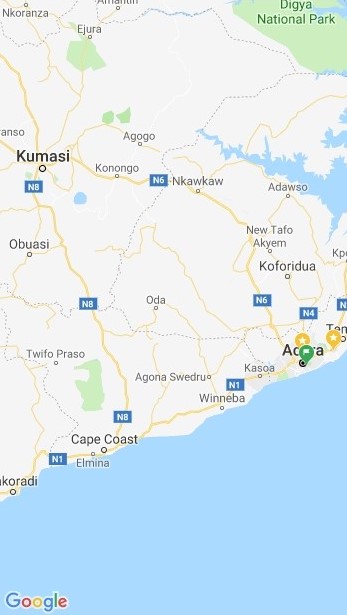 Nkoranza
Amantin
Digya
National Park
Ejura
anso
Agogo
Kumasi
Konongo
N6
N8
Nkawkaw
Adawso
New Tafo
Akyem
Obuasi
Kp
Koforidua
N8
Oda
N6
N4
Tem
Accra
Twifo Praso
Kasoa
Agona Swedru
N1
Winneba
N8
Cape Coast
N1
Elmina
koradi
Google